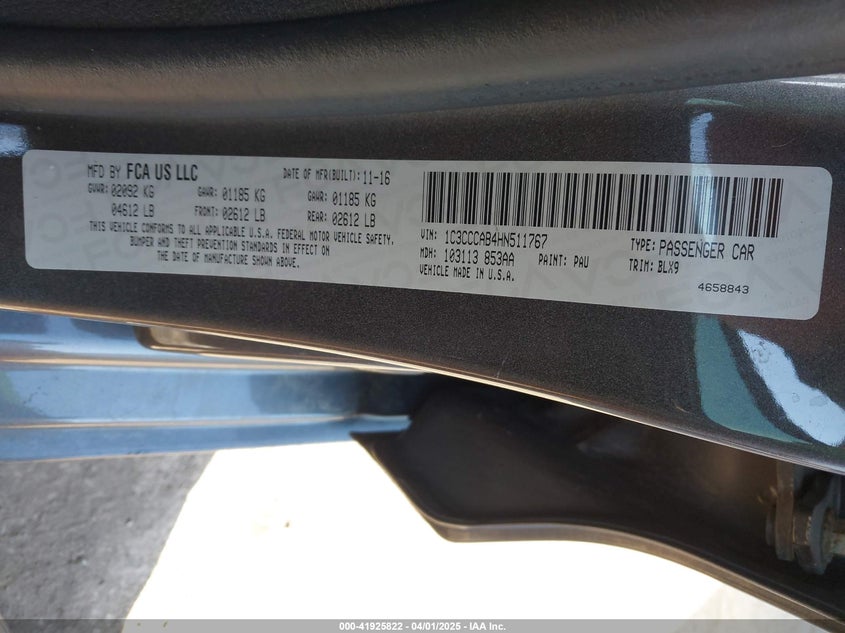 MFD BY FCA US LLC DATE OF MFR(BUILT): 11-16
GVWR: 02092 KG GAWR: 01185 KG GAWR: 01185 KG
04612 LB FRONT: 02612 LB REAR: 02612 LB
THIS VEHICLE CONFORMS TO ALL APPLICABLE U.S.A. FEDERAL MOTOR VEHICLE SAFETY,
BUMPER AND THEFT PREVENTION STANDARDS IN EFFECT ON
THE DATE OF MANUFACTURE SHOWN ABOVE.
VIN: 1C3CCCAB4HN511767 TYPE: PASSENGER CAR
MDH: 103113 853AA PAINT: PAU TRIM: BLX9
VEHICLE MADE IN U.S.A.
4658843
000-41925822 - 04/01/2025 - IAA Inc.